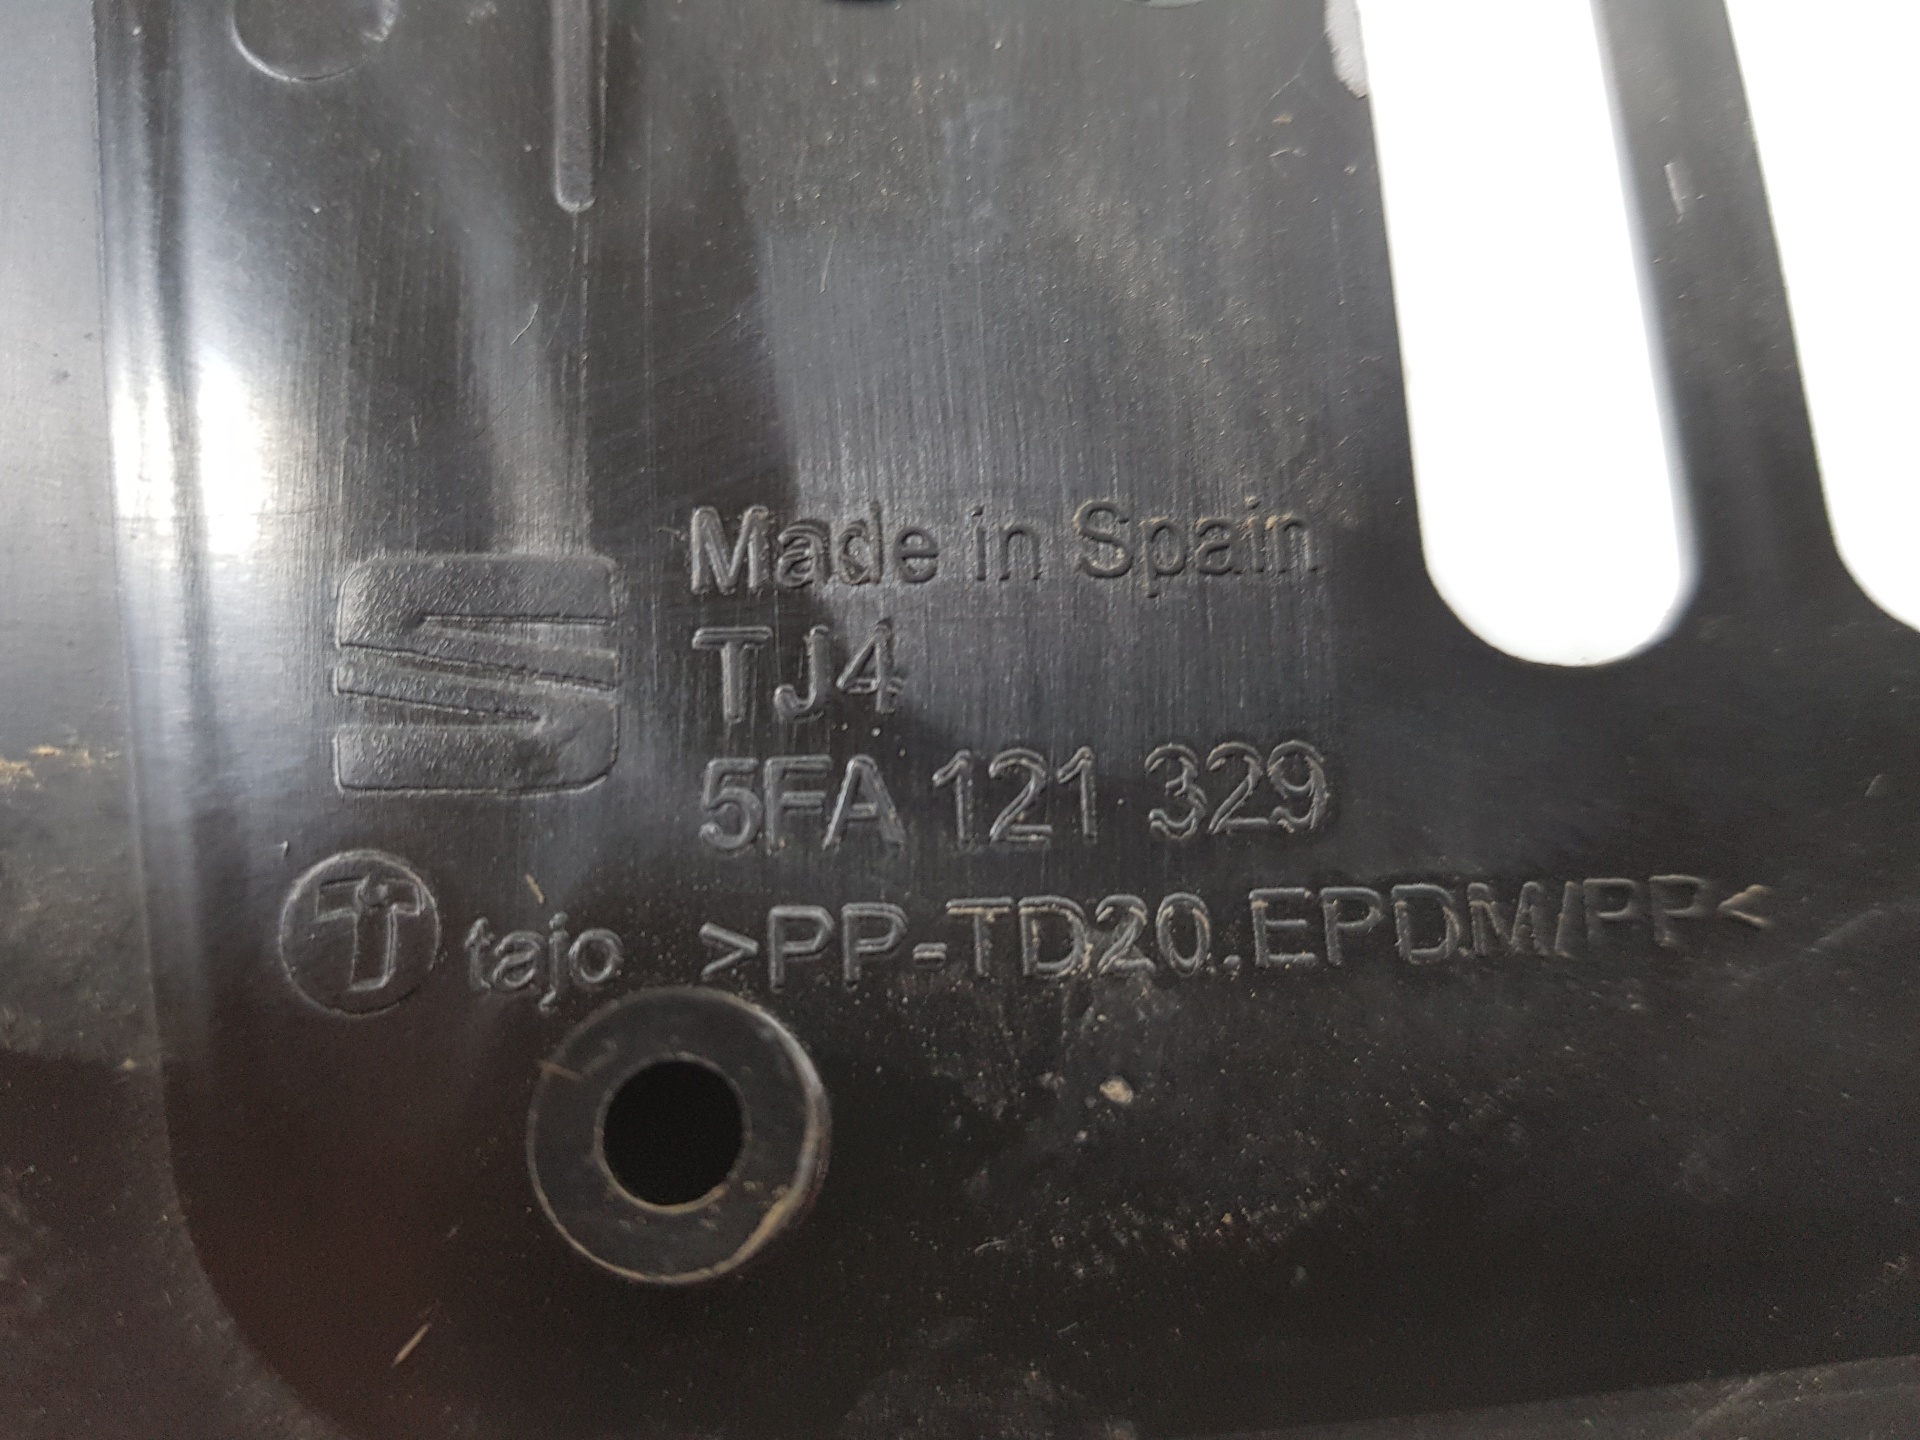 Made in Spain
TJ4
5FA 121 329
tajo >PP-TD20.EPDM/PP<